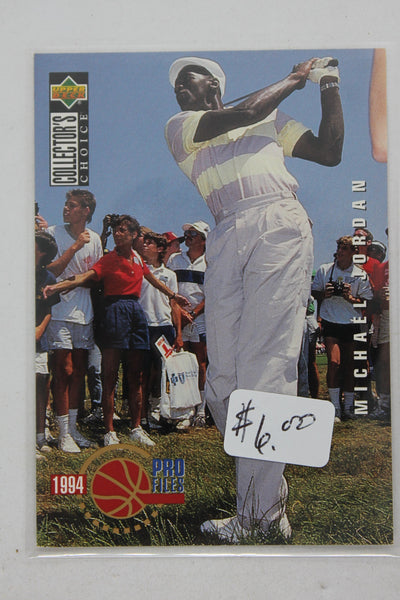 UPPER
DECK
COLLECTOR'S
CHOICE
MICHAEL JORDAN
$6.00
1994
PRO
FILES